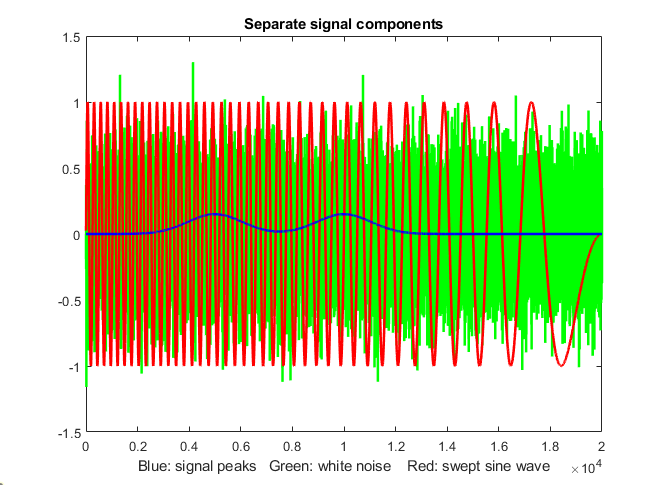 Separate signal components
1.5
1
0.5
0
-0.5
-1
-1.5
0 0.2 0.4 0.6 0.8 1 1.2 1.4 1.6 1.8 2
Blue: signal peaks Green: white noise Red: swept sine wave ×10⁴